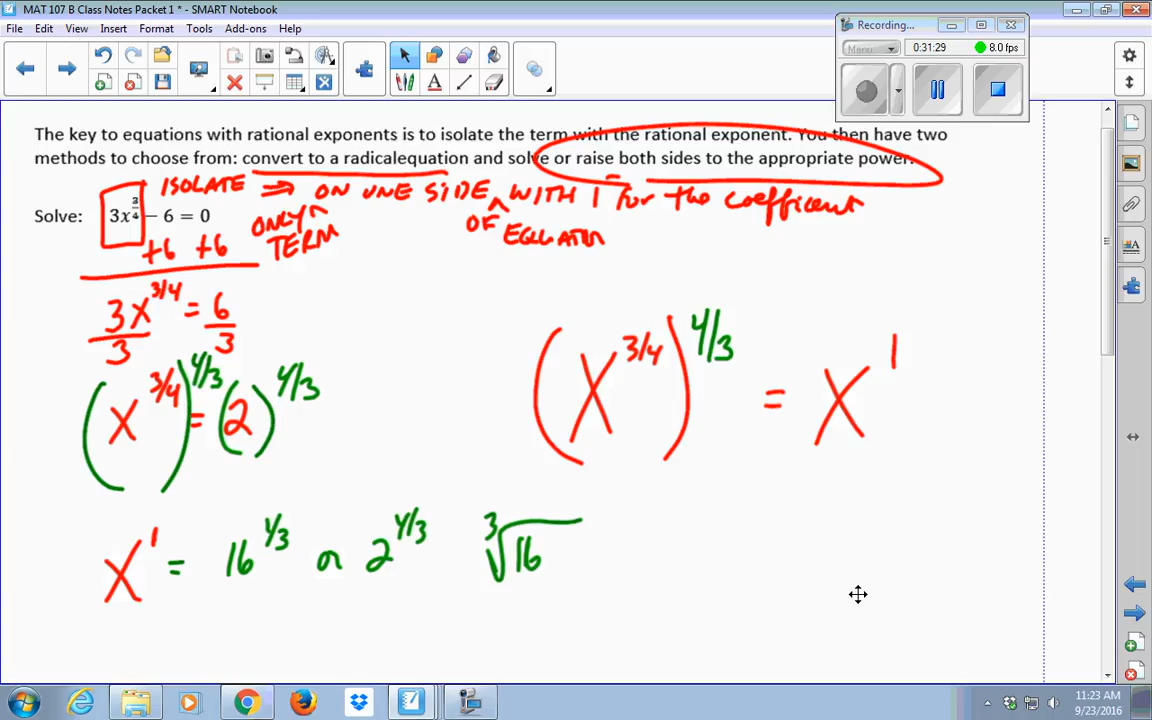 MAT 107 B Class Notes Packet 1 * - SMART Notebook
File Edit View Insert Format Tools Add-ons Help
Recording...
Menu 0:31:29 8.0 fps
The key to equations with rational exponents is to isolate the term with the rational exponent. You then have two
methods to choose from: convert to a radicalequation and solve or raise both sides to the appropriate power.
ISOLATE ⇒ ON ONE SIDE ^ WITH 1 for the coefficient
OF EQUATION
ONLY ^ TERM
Solve: 3x^(3/4) − 6 = 0
+6 +6
3x^(3/4) = 6
3 3
(x^(3/4))^(4/3) = (2)^(4/3)
(X^(3/4))^(4/3) = X^1
X^1 = 16^(1/3) or 2^(4/3) ∛16
11:23 AM
9/23/2016